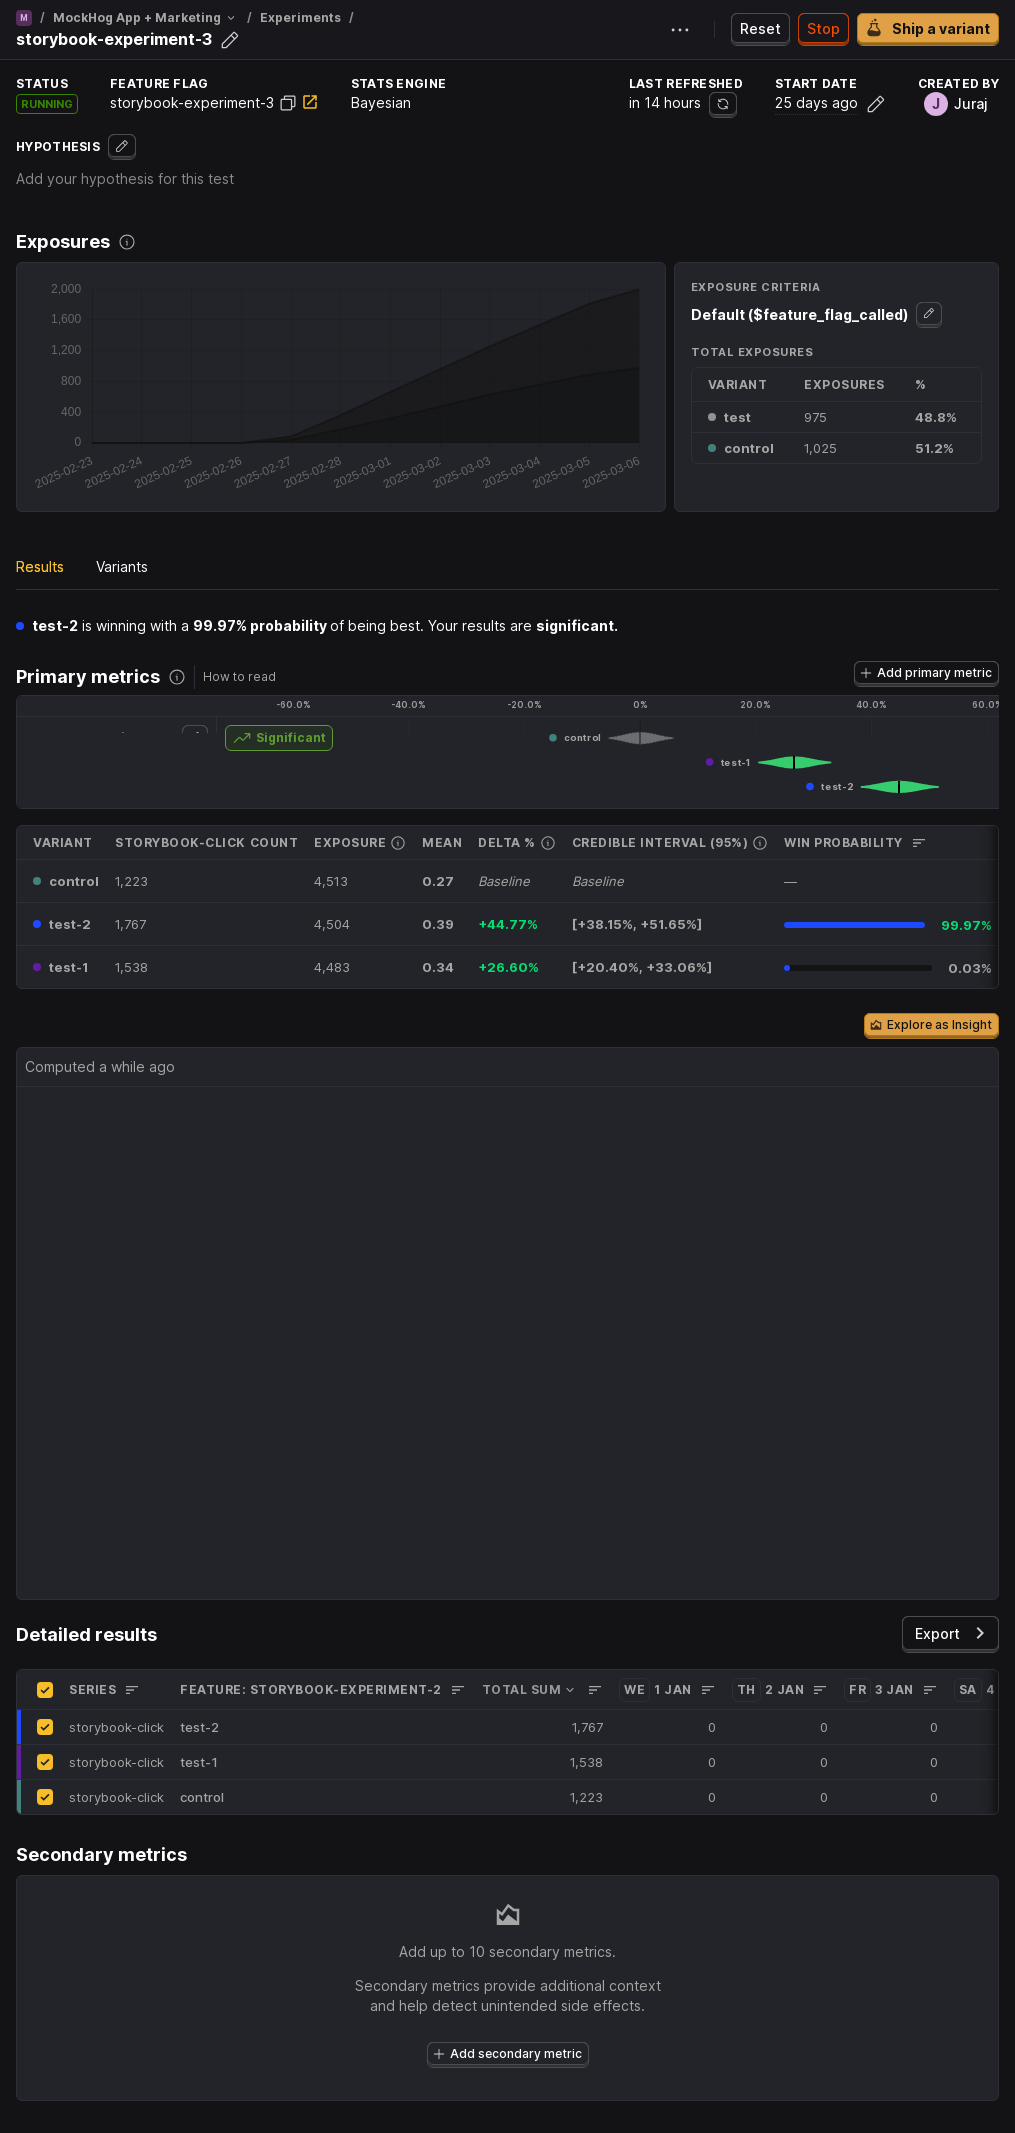 M / MockHog App + Marketing / Experiments /
storybook-experiment-3
Reset
Stop
Ship a variant
STATUS
RUNNING
FEATURE FLAG
storybook-experiment-3
STATS ENGINE
Bayesian
LAST REFRESHED
in 14 hours
START DATE
25 days ago
CREATED BY
J Juraj
HYPOTHESIS
Add your hypothesis for this test
Exposures
2,000
1,600
1,200
800
400
0
2025-02-23
2025-02-24
2025-02-25
2025-02-26
2025-02-27
2025-02-28
2025-03-01
2025-03-02
2025-03-03
2025-03-04
2025-03-05
2025-03-06
EXPOSURE CRITERIA
Default ($feature_flag_called)
TOTAL EXPOSURES
VARIANT EXPOSURES %
test 975 48.8%
control 1,025 51.2%
Results Variants
test-2 is winning with a 99.97% probability of being best. Your results are significant.
Primary metrics How to read
Add primary metric
-60.0% -40.0% -20.0% 0% 20.0% 40.0% 60.0%
Significant
control
test-1
test-2
VARIANT STORYBOOK-CLICK COUNT EXPOSURE MEAN DELTA % CREDIBLE INTERVAL (95%) WIN PROBABILITY
control 1,223 4,513 0.27 Baseline Baseline —
test-2 1,767 4,504 0.39 +44.77% [+38.15%, +51.65%] 99.97%
test-1 1,538 4,483 0.34 +26.60% [+20.40%, +33.06%] 0.03%
Explore as Insight
Computed a while ago
Detailed results
Export
SERIES FEATURE: STORYBOOK-EXPERIMENT-2 TOTAL SUM WE 1 JAN TH 2 JAN FR 3 JAN SA 4
storybook-click test-2 1,767 0 0 0
storybook-click test-1 1,538 0 0 0
storybook-click control 1,223 0 0 0
Secondary metrics
Add up to 10 secondary metrics.
Secondary metrics provide additional context
and help detect unintended side effects.
Add secondary metric